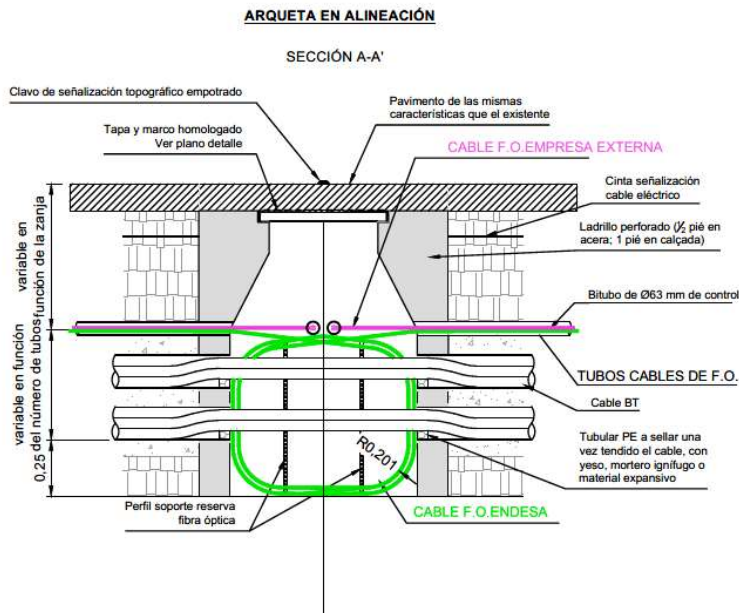 ARQUETA EN ALINEACIÓN
SECCIÓN A-A'
Clavo de señalización topográfico empotrado
Pavimento de las mismas
características que el existente
Tapa y marco homologado
Ver plano detalle
CABLE F.O.EMPRESA EXTERNA
Cinta señalización
cable eléctrico
Ladrillo perforado (½ pié en
acera; 1 pié en calçada)
variable en
función de la zanja
Bitubo de Ø63 mm de control
TUBOS CABLES DE F.O.
variable en función
del número de tubos
Cable BT
Tubular PE a sellar una
vez tendido el cable, con
yeso, mortero ignífugo o
material expansivo
0,25
R0,201
Perfil soporte reserva
fibra óptica
CABLE F.O.ENDESA